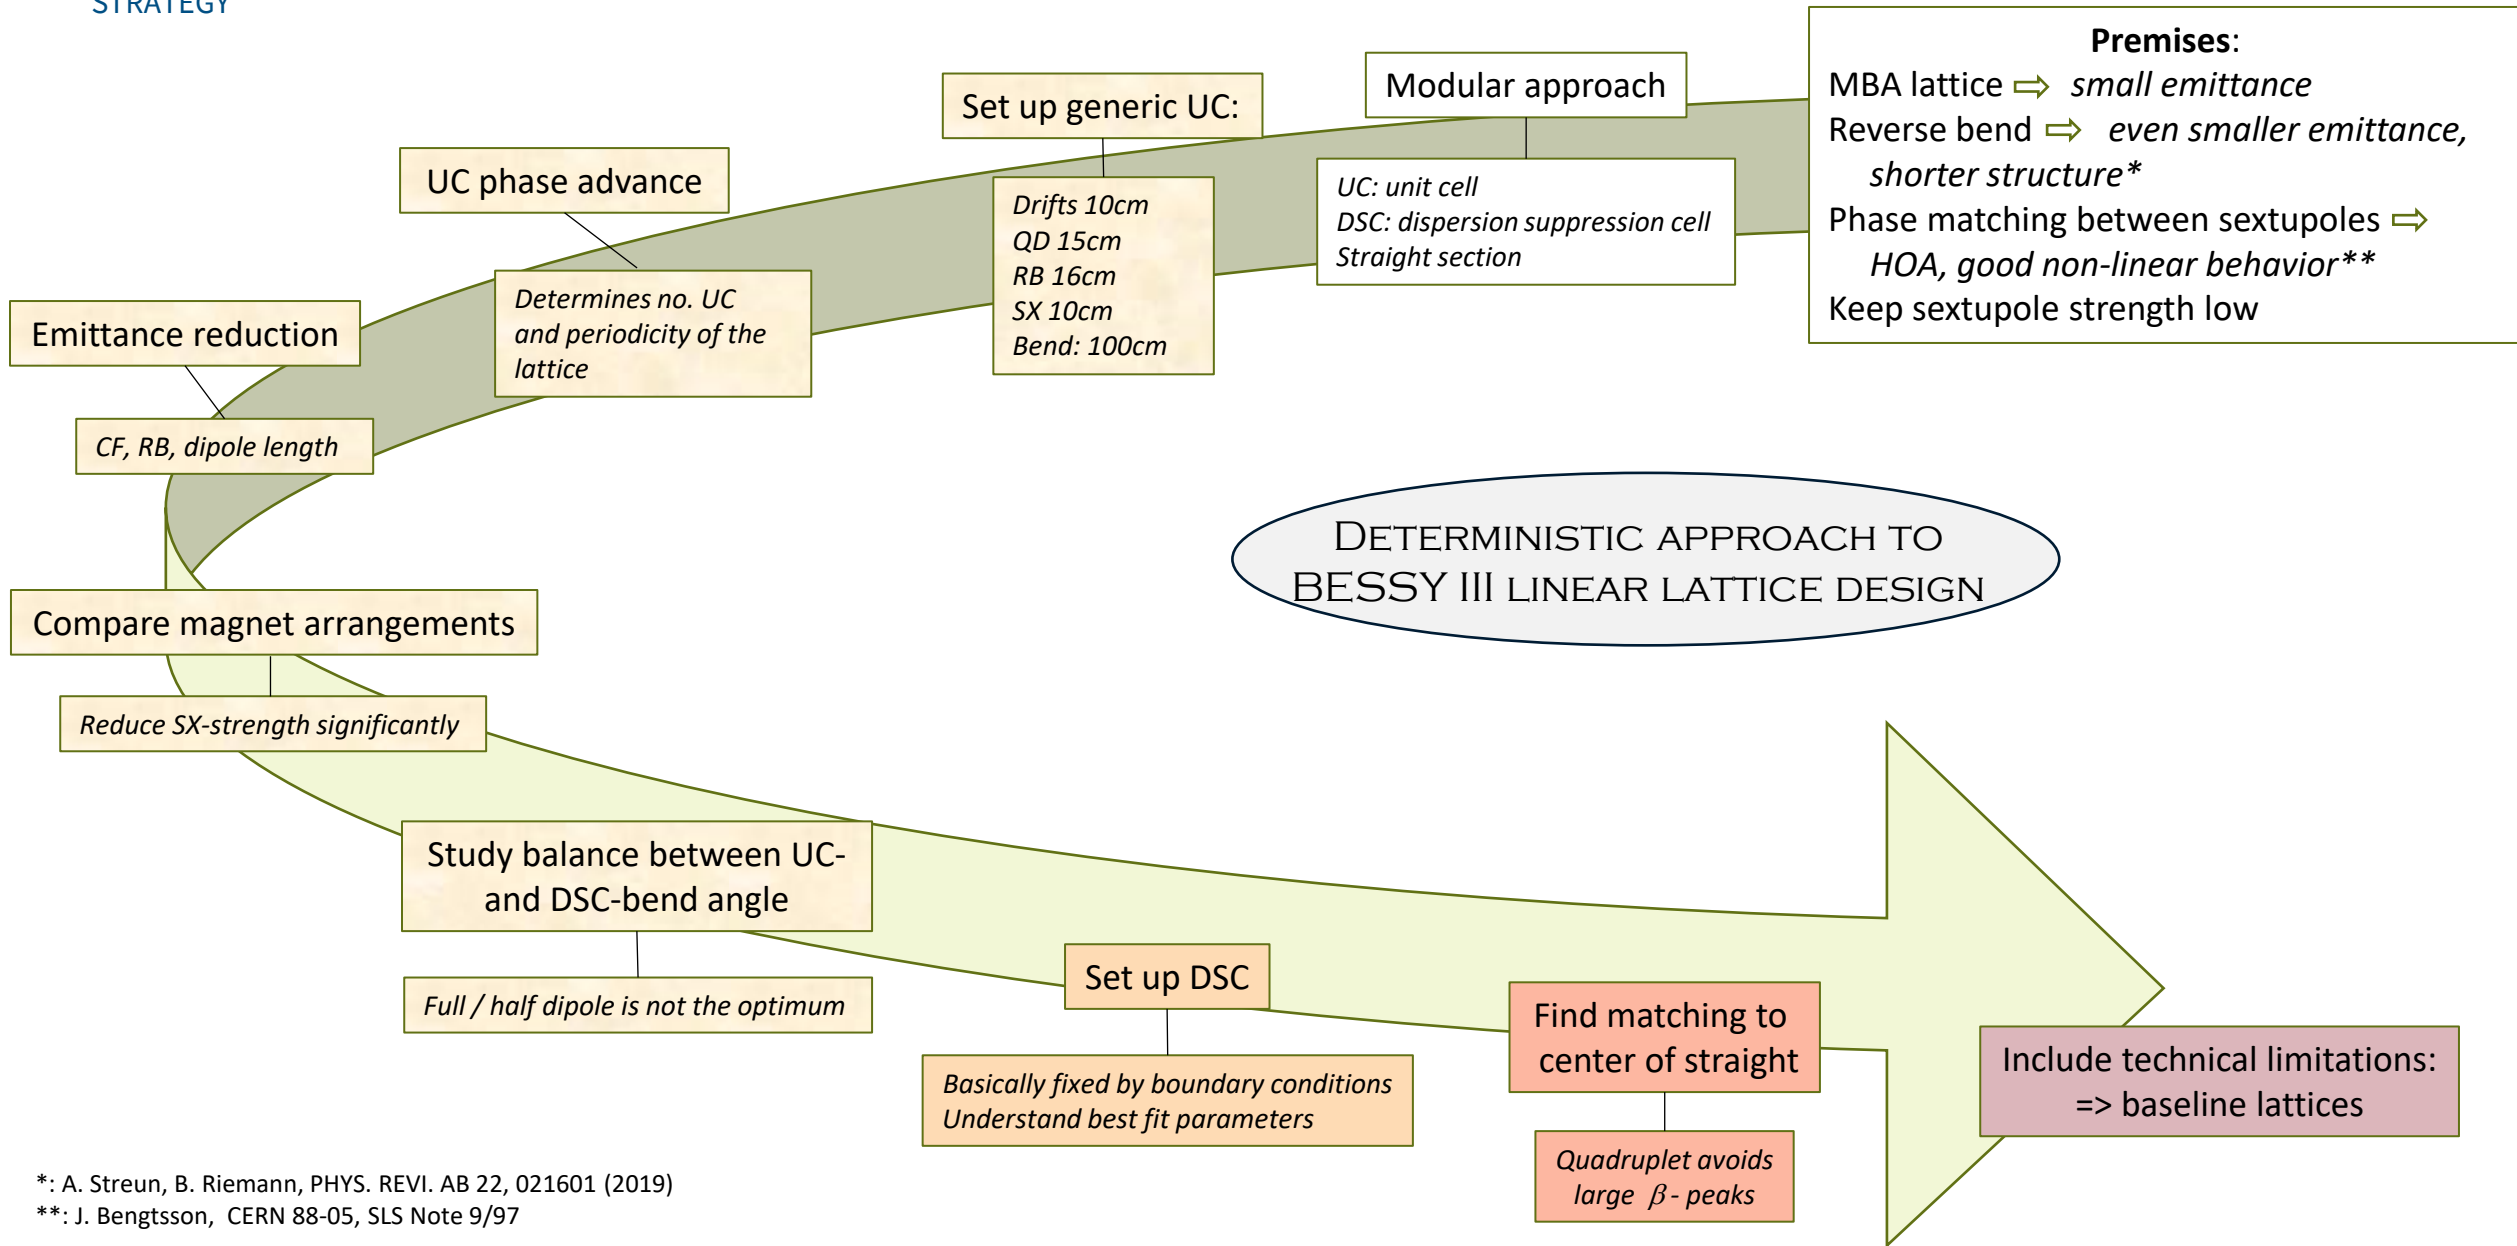 STRATEGY
Premises:
MBA lattice ⇨ small emittance
Reverse bend ⇨ even smaller emittance,
shorter structure*
Phase matching between sextupoles ⇨
HOA, good non-linear behavior**
Keep sextupole strength low
Modular approach
UC: unit cell
DSC: dispersion suppression cell
Straight section
Set up generic UC:
Drifts 10cm
QD 15cm
RB 16cm
SX 10cm
Bend: 100cm
UC phase advance
Determines no. UC
and periodicity of the
lattice
Emittance reduction
CF, RB, dipole length
DETERMINISTIC APPROACH TO
BESSY III LINEAR LATTICE DESIGN
Compare magnet arrangements
Reduce SX-strength significantly
Study balance between UC-
and DSC-bend angle
Full / half dipole is not the optimum
Set up DSC
Basically fixed by boundary conditions
Understand best fit parameters
Find matching to
center of straight
Quadruplet avoids
large β - peaks
Include technical limitations:
=> baseline lattices
*: A. Streun, B. Riemann, PHYS. REVI. AB 22, 021601 (2019)
**: J. Bengtsson, CERN 88-05, SLS Note 9/97